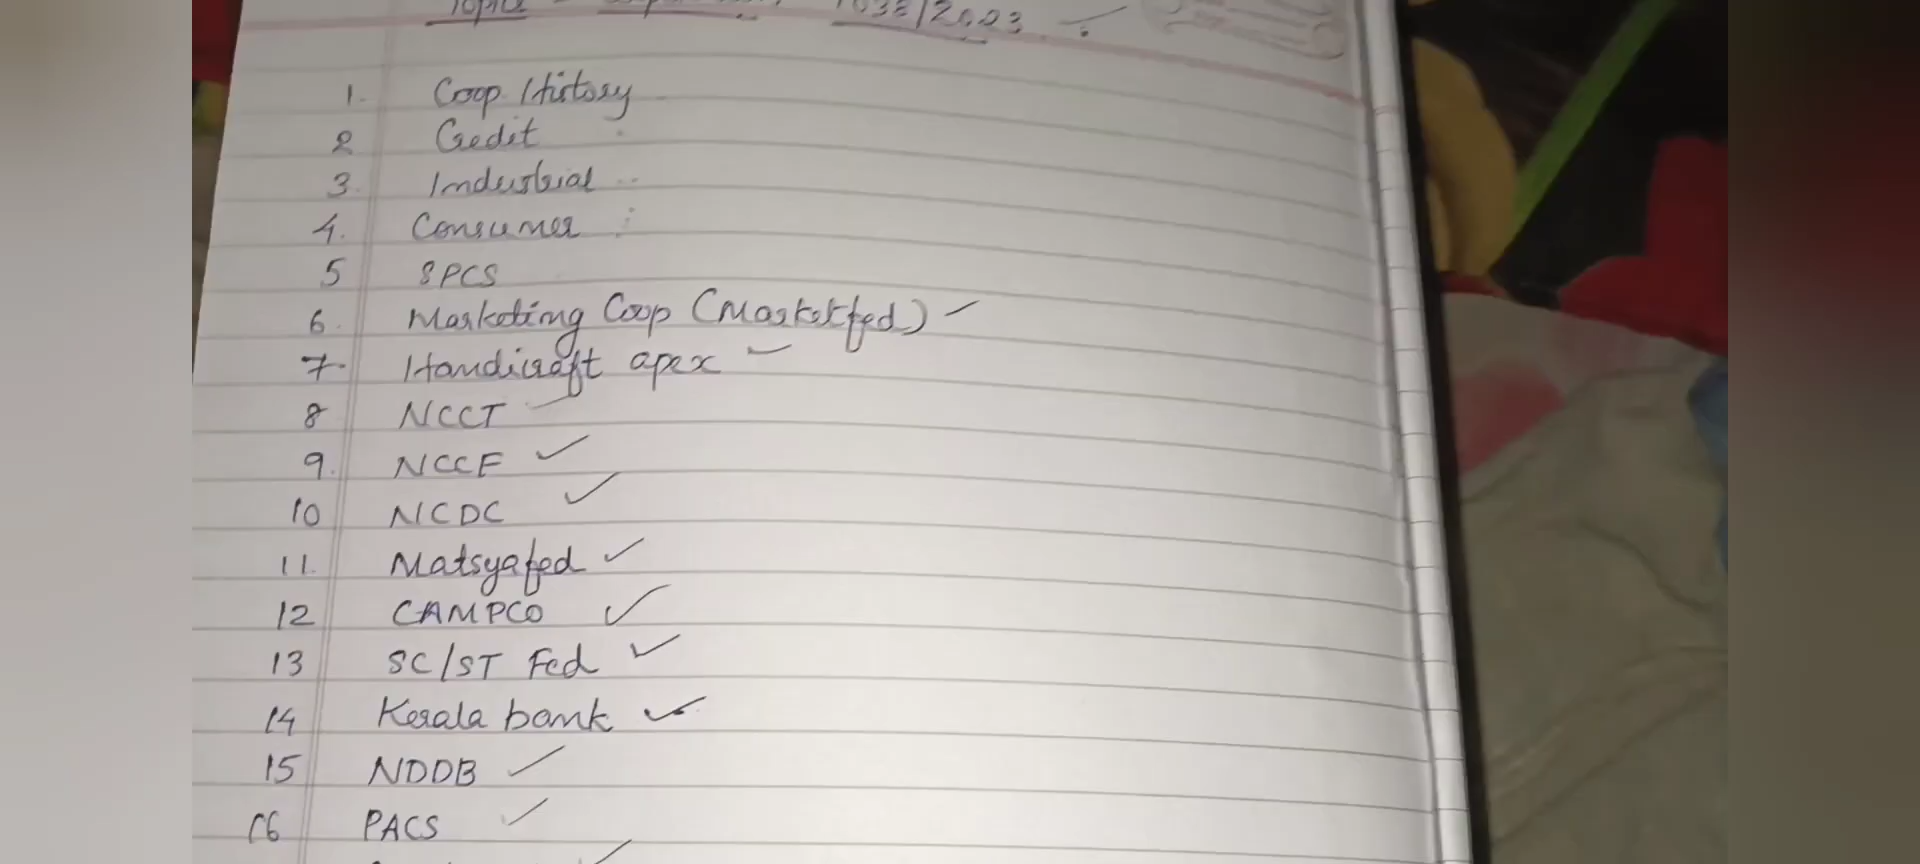 Topics
1. Coop History
2 Credit
3. Industrial
4. Consumer
5 SPCS
6. Marketing Coop (Marketfed)
7. Handicraft apex
8 NCCT
9. NCCF
10 NCDC
11. Matsyafed
12 CAMPCO
13 SC/ST Fed
14 Kerala bank
15 NDDB
16 PACS